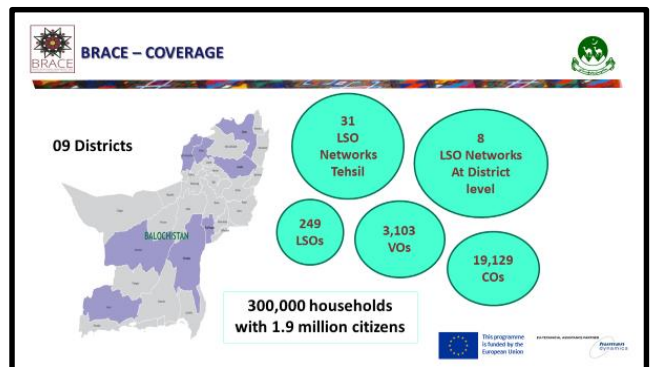 BRACE
BRACE – COVERAGE
09 Districts
BALOCHISTAN
31
LSO
Networks
Tehsil
8
LSO Networks
At District
level
249
LSOs
3,103
VOs
19,129
COs
300,000 households
with 1.9 million citizens
This programme
is funded by the
European Union
human
dynamics